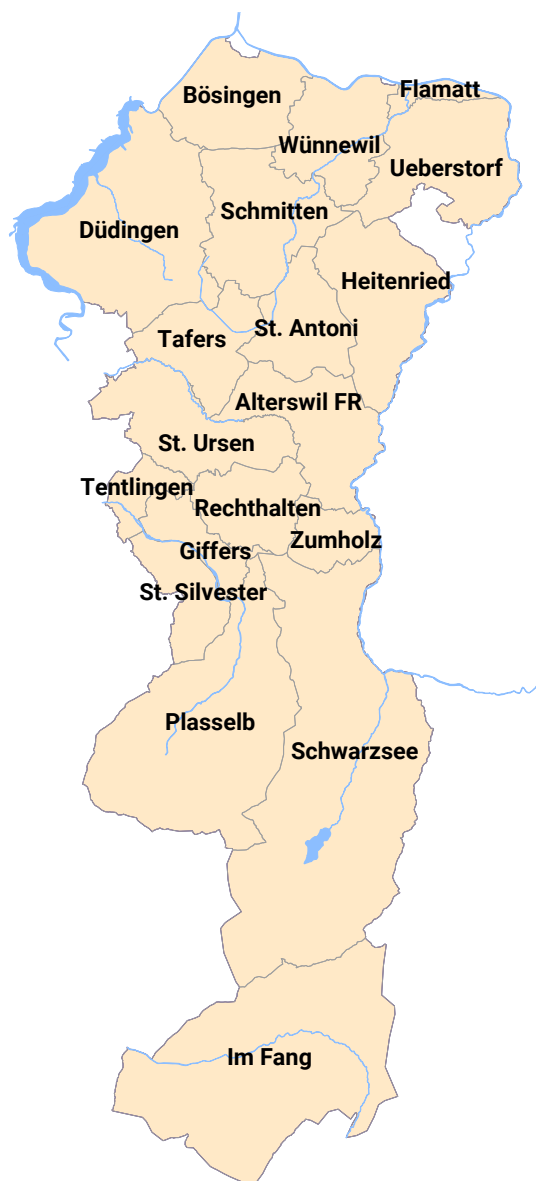 Flamatt
Bösingen
Wünnewil
Ueberstorf
Schmitten
Düdingen
Heitenried
St. Antoni
Tafers
Alterswil FR
St. Ursen
Tentlingen
Rechthalten
Zumholz
Giffers
St. Silvester
Plasselb
Schwarzsee
Im Fang